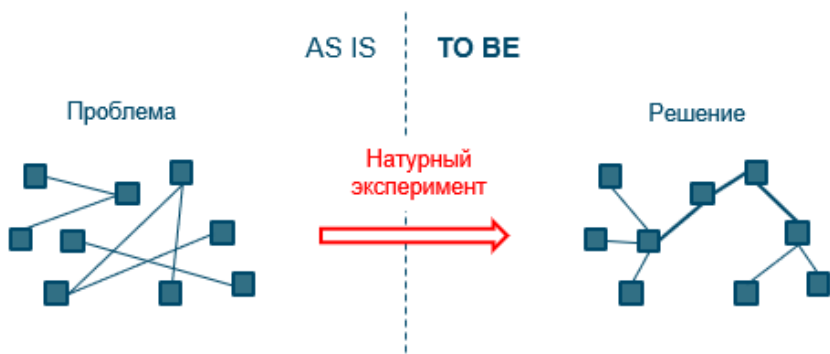 AS IS
TO BE
Проблема
Решение
Натурный
эксперимент